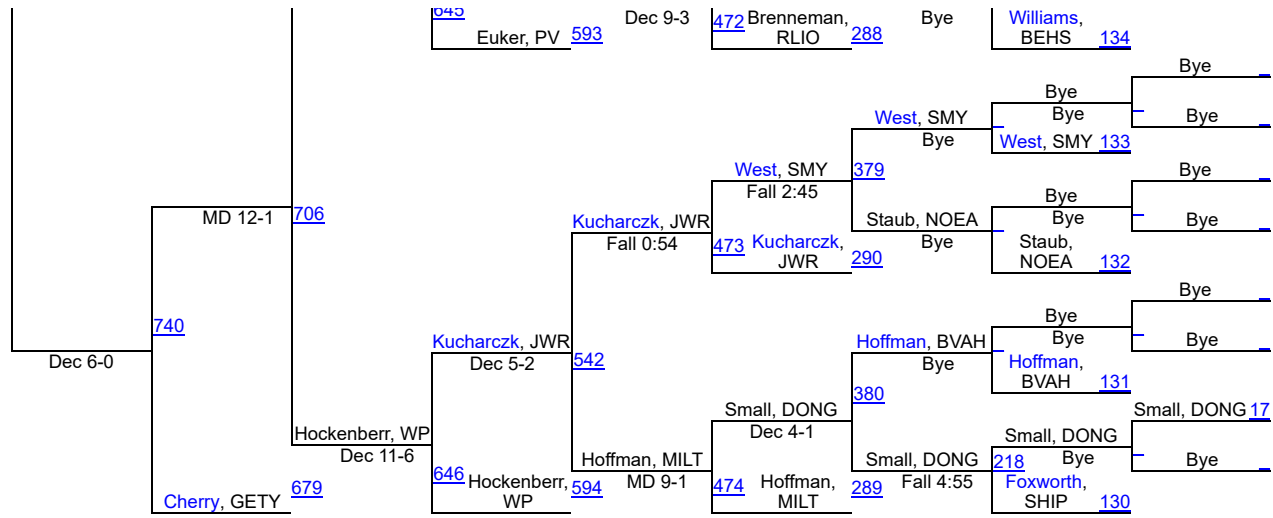 645
Euker, PV 593
Dec 9-3
472 Brenneman,
RLIO 288
Bye
Williams,
BEHS 134
Bye
Bye
Bye
Bye
West, SMY
Bye
West, SMY 133
West, SMY 379
Fall 2:45
Bye
Bye
Bye
Bye
MD 12-1 706
Kucharczk, JWR
Fall 0:54
Staub, NOEA
Bye
473 Kucharczk,
JWR 290
Staub,
NOEA 132
Bye
740
Bye
Bye
Bye
Dec 6-0
Kucharczk, JWR
Dec 5-2 542
Hoffman, BVAH
Bye
Hoffman,
BVAH 131
380
Small, DONG
Dec 4-1
Small, DONG 17
Hockenberr, WP
Dec 11-6
Small, DONG
Bye
Bye
Hoffman, MILT
MD 9-1
Small, DONG 218
Fall 4:55
646 Hockenberr,
WP 594
474 Hoffman,
MILT 289
Foxworth,
SHIP 130
Cherry, GETY 679